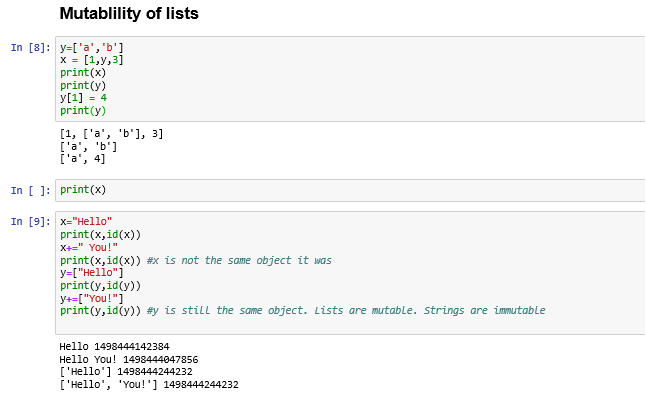 Mutablility of lists
In [8]: y=['a','b']
x = [1,y,3]
print(x)
print(y)
y[1] = 4
print(y)
[1, ['a', 'b'], 3]
['a', 'b']
['a', 4]
In [ ]: print(x)
In [9]: x="Hello"
print(x,id(x))
x+=" You!"
print(x,id(x)) #x is not the same object it was
y=["Hello"]
print(y,id(y))
y+=["You!"]
print(y,id(y)) #y is still the same object. Lists are mutable. Strings are immutable
Hello 1498444142384
Hello You! 1498444047856
['Hello'] 1498444244232
['Hello', 'You!'] 1498444244232